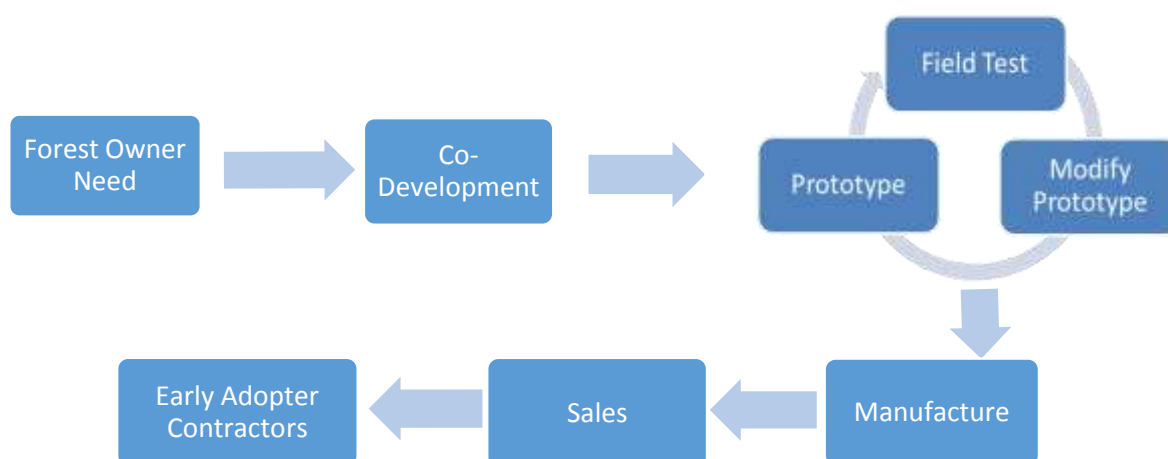 Forest Owner
Need
Co-
Development
Field Test
Prototype
Modify
Prototype
Early Adopter
Contractors
Sales
Manufacture